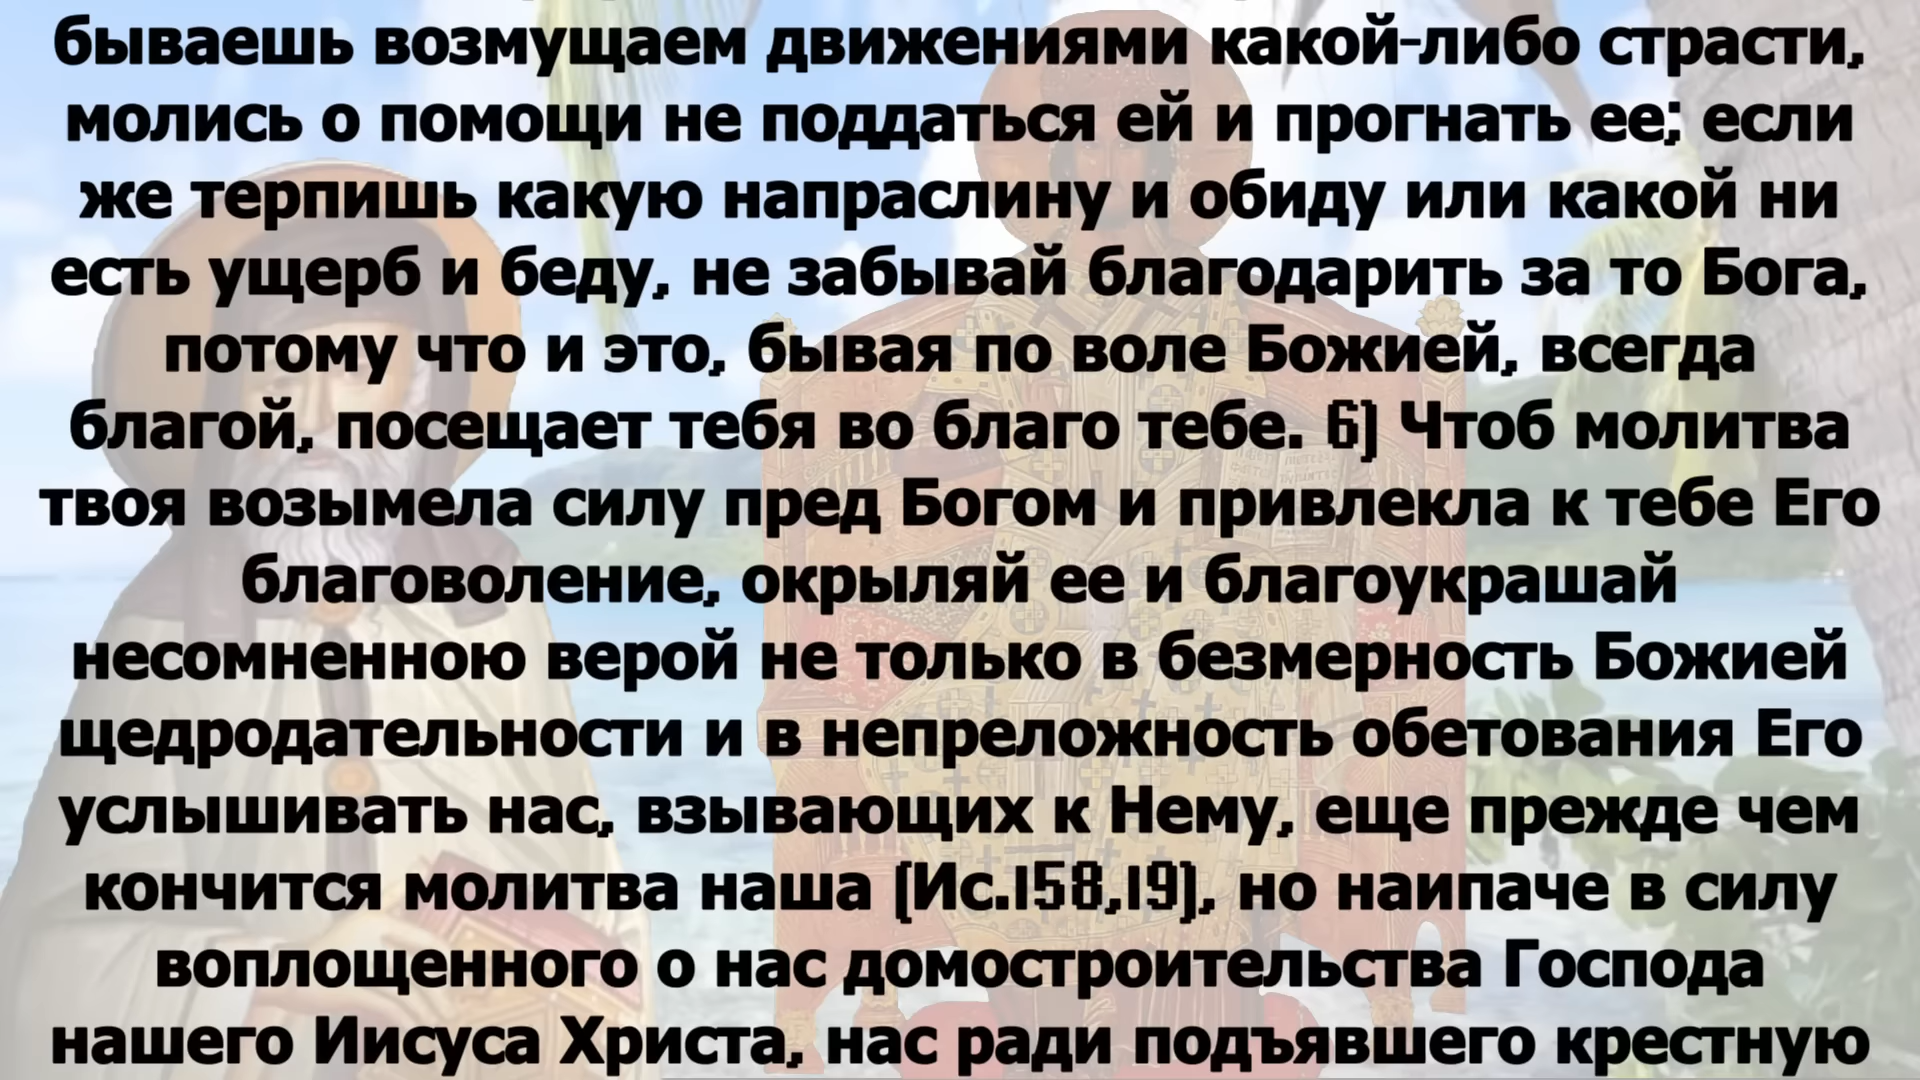 бываешь возмущаем движениями какой-либо страсти,
молись о помощи не поддаться ей и прогнать ее; если
же терпишь какую напраслину и обиду или какой ни
есть ущерб и беду, не забывай благодарить за то Бога,
потому что и это, бывая по воле Божией, всегда
благой, посещает тебя во благо тебе. 6) Чтоб молитва
твоя возымела силу пред Богом и привлекла к тебе Его
благоволение, окрыляй ее и благоукрашай
несомненною верой не только в безмерность Божией
щедродательности и в непреложность обетования Его
услышивать нас, взывающих к Нему, еще прежде чем
кончится молитва наша (Ис.158,19), но наипаче в силу
воплощенного о нас домостроительства Господа
нашего Иисуса Христа, нас ради подъявшего крестную